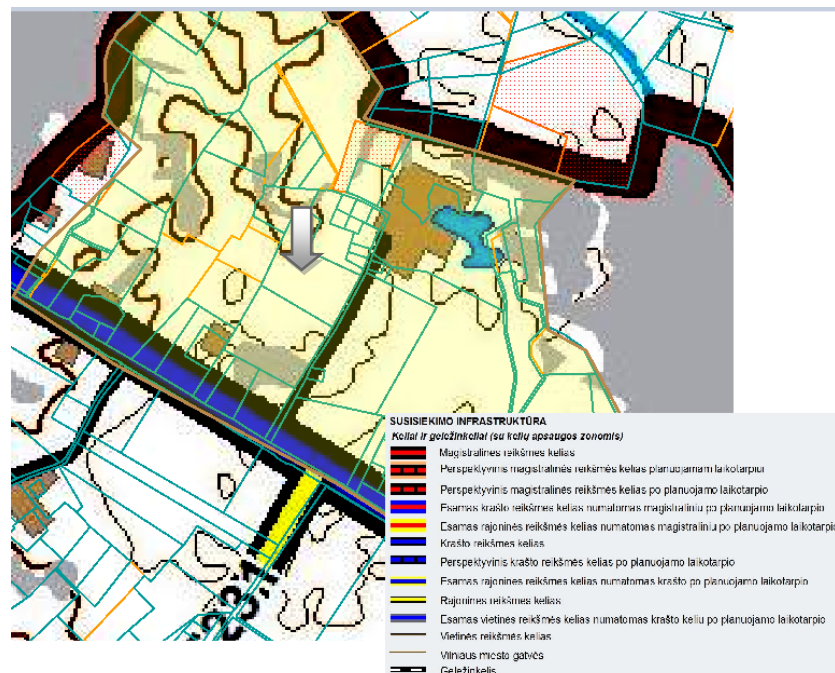 SUSISIEKIMO INFRASTRUKTŪRA
Keliai ir geležinkeliai (su kelių apsaugos zonomis)
Magistralinės reikšmės kelias
Perspektyvinis magistralinės reikšmės kelias planuojamam laikotarpiui
Perspektyvinis magistralinės reikšmės kelias po planuojamo laikotarpio
Esamas krašto reikšmės kelias numatomas magistraliniu po planuojamo laikotarpio
Esamas rajoninės reikšmės kelias numatomas magistraliniu po planuojamo laikotarpio
Krašto reikšmės kelias
Perspektyvinis krašto reikšmės kelias po planuojamo laikotarpio
Esamas rajoninės reikšmės kelias numatomas krašto po planuojamo laikotarpio
Rajoninės reikšmės kelias
Esamas vietinės reikšmės kelias numatomas krašto keliu po planuojamo laikotarpio
Vietinės reikšmės kelias
Vilniaus miesto gatvės
Geležinkelis